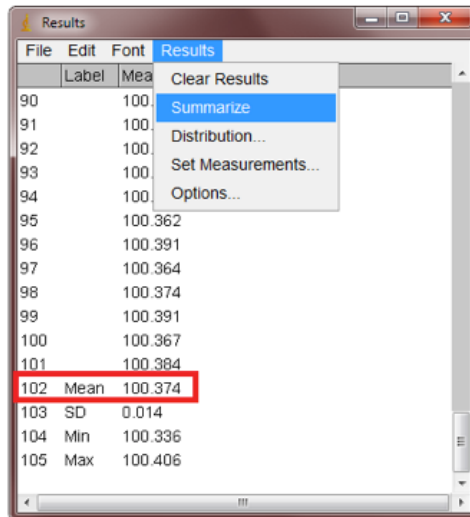 Results
File Edit Font Results
Label Mea
Clear Results
Summarize
Distribution...
Set Measurements...
Options...
90 100.
91 100.
92 100.
93 100.
94 100.
95 100.362
96 100.391
97 100.364
98 100.374
99 100.391
100 100.367
101 100.384
102 Mean 100.374
103 SD 0.014
104 Min 100.336
105 Max 100.406